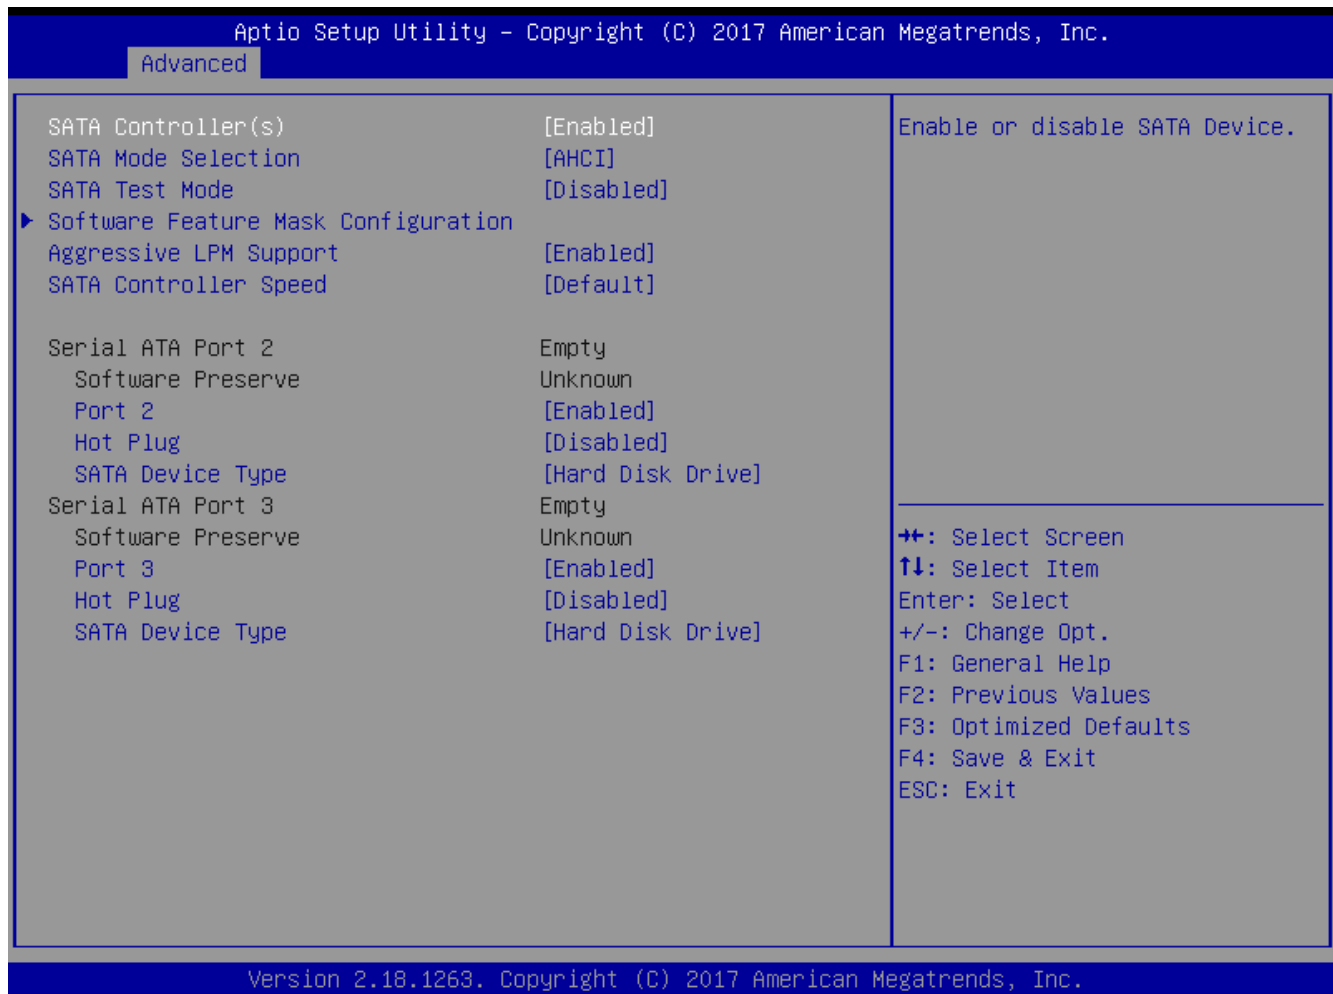 Aptio Setup Utility – Copyright (C) 2017 American Megatrends, Inc.
Advanced
SATA Controller(s) [Enabled]
SATA Mode Selection [AHCI]
SATA Test Mode [Disabled]
▶ Software Feature Mask Configuration
Aggressive LPM Support [Enabled]
SATA Controller Speed [Default]
Serial ATA Port 2 Empty
Software Preserve Unknown
Port 2 [Enabled]
Hot Plug [Disabled]
SATA Device Type [Hard Disk Drive]
Serial ATA Port 3 Empty
Software Preserve Unknown
Port 3 [Enabled]
Hot Plug [Disabled]
SATA Device Type [Hard Disk Drive]
Enable or disable SATA Device.
→←: Select Screen
↑↓: Select Item
Enter: Select
+/-: Change Opt.
F1: General Help
F2: Previous Values
F3: Optimized Defaults
F4: Save & Exit
ESC: Exit
Version 2.18.1263. Copyright (C) 2017 American Megatrends, Inc.